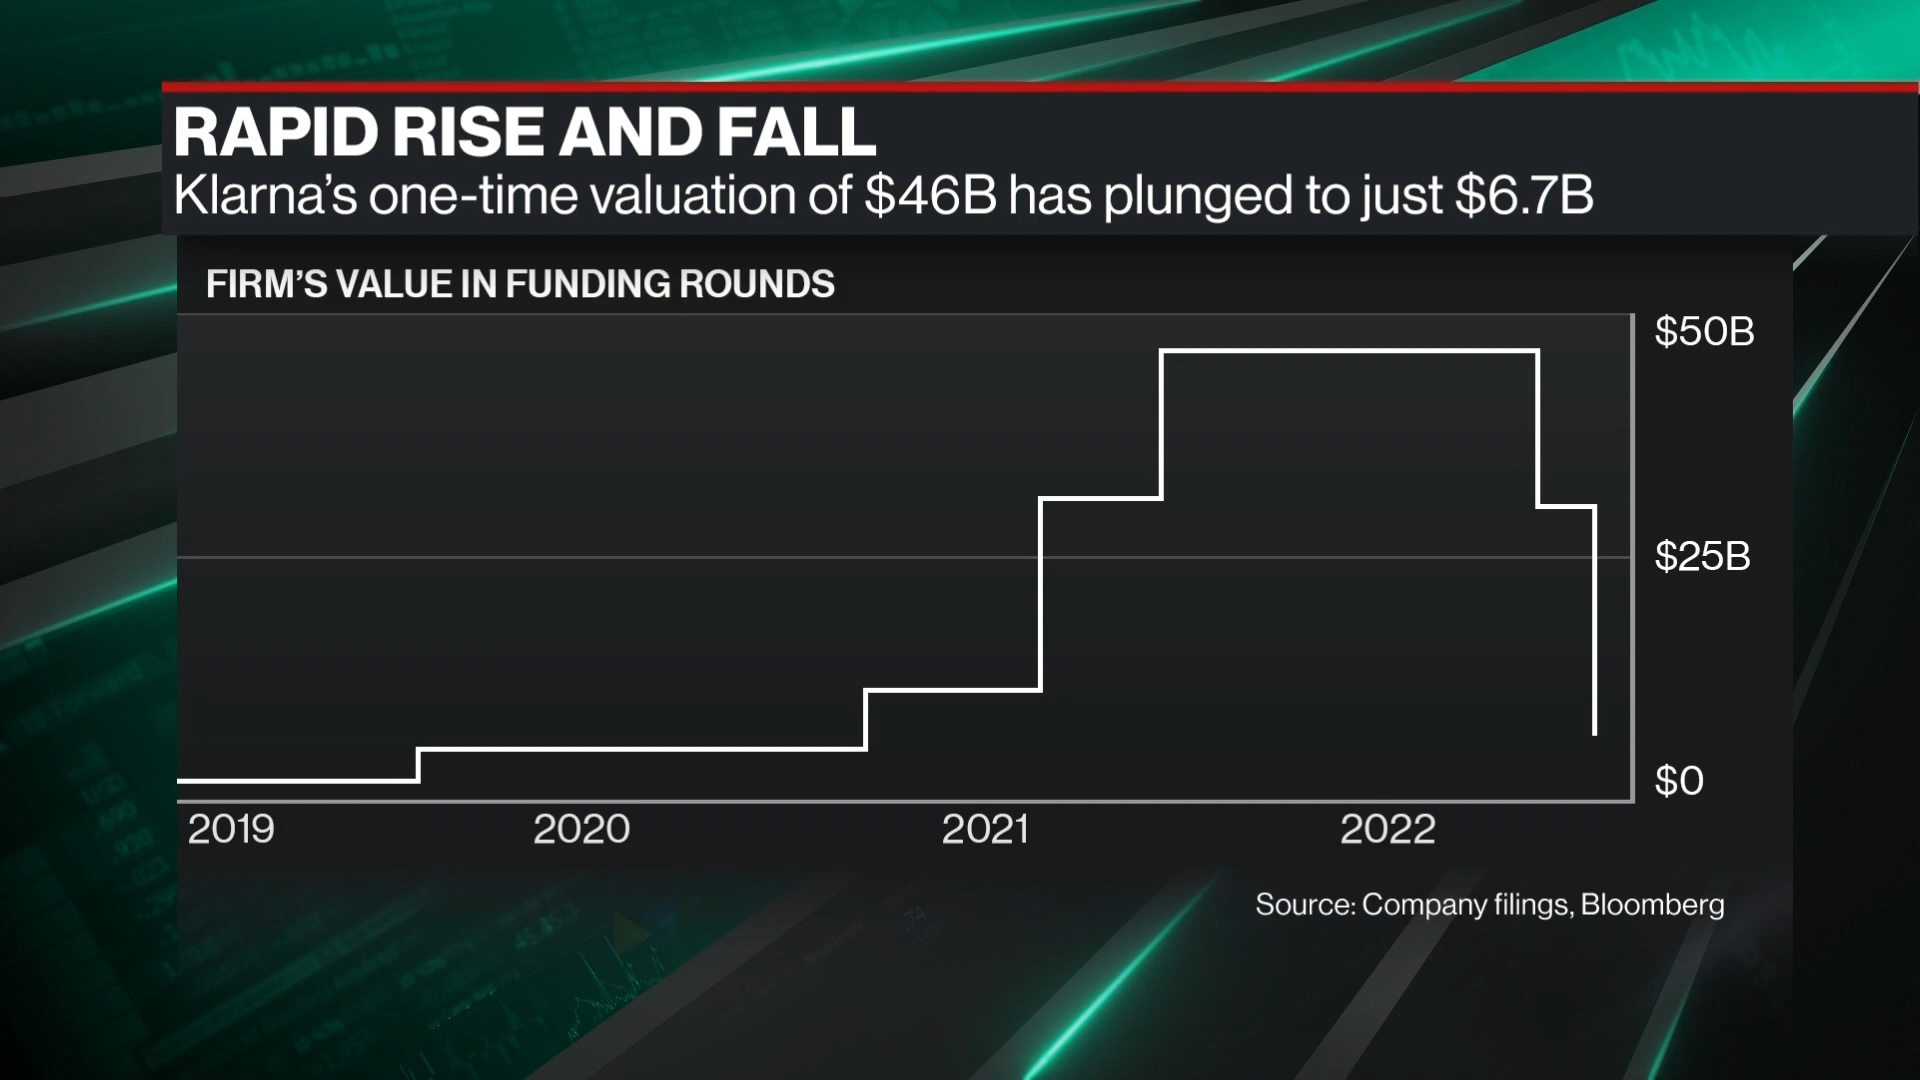 RAPID RISE AND FALL
Klarna's one-time valuation of $46B has plunged to just $6.7B
FIRM'S VALUE IN FUNDING ROUNDS
$50B
$25B
$0
2019 2020 2021 2022
Source: Company filings, Bloomberg